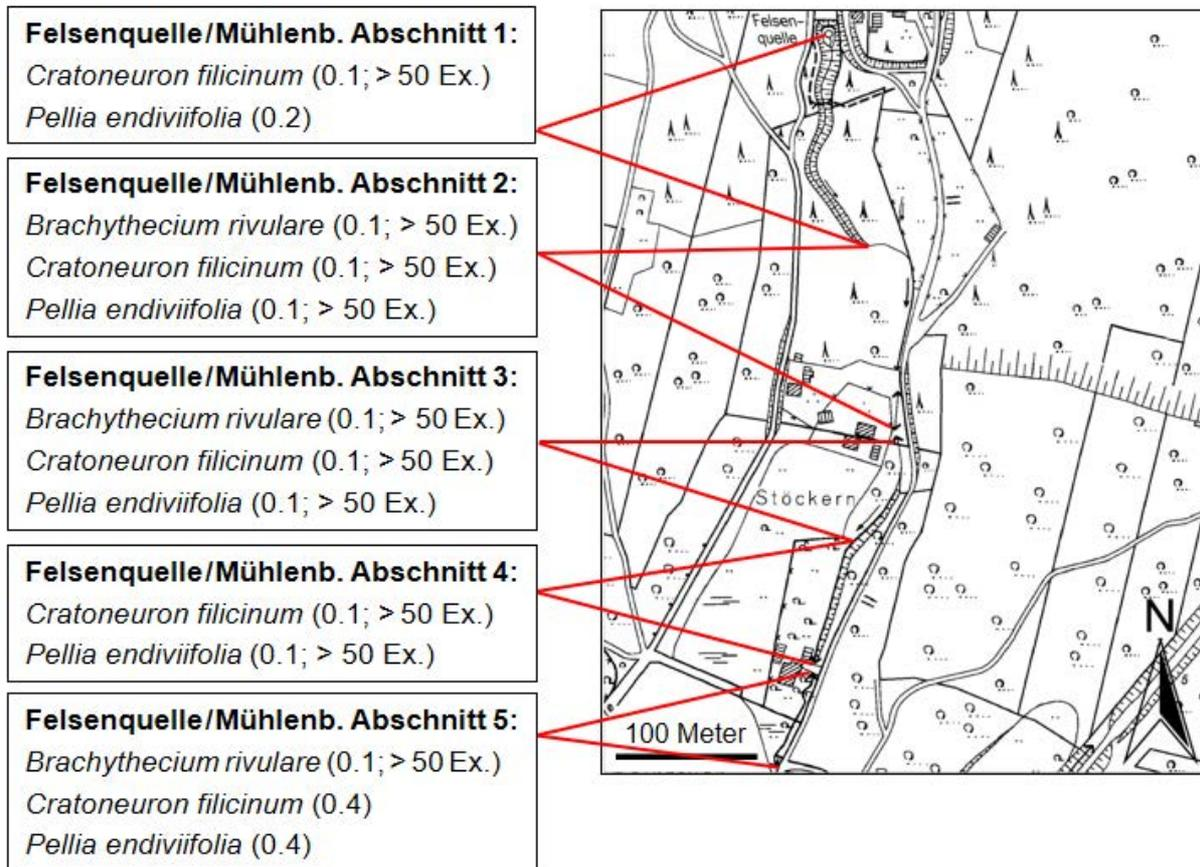 Felsenquelle/Mühlenb. Abschnitt 1:
Cratoneuron filicinum (0.1; > 50 Ex.)
Pellia endiviifolia (0.2)
Felsenquelle/Mühlenb. Abschnitt 2:
Brachythecium rivulare (0.1; > 50 Ex.)
Cratoneuron filicinum (0.1; > 50 Ex.)
Pellia endiviifolia (0.1; > 50 Ex.)
Felsenquelle/Mühlenb. Abschnitt 3:
Brachythecium rivulare (0.1; > 50 Ex.)
Cratoneuron filicinum (0.1; > 50 Ex.)
Pellia endiviifolia (0.1; > 50 Ex.)
Felsenquelle/Mühlenb. Abschnitt 4:
Cratoneuron filicinum (0.1; > 50 Ex.)
Pellia endiviifolia (0.1; > 50 Ex.)
Felsenquelle/Mühlenb. Abschnitt 5:
Brachythecium rivulare (0.1; > 50 Ex.)
Cratoneuron filicinum (0.4)
Pellia endiviifolia (0.4)
Felsen-
quelle
Stöckern
N
100 Meter